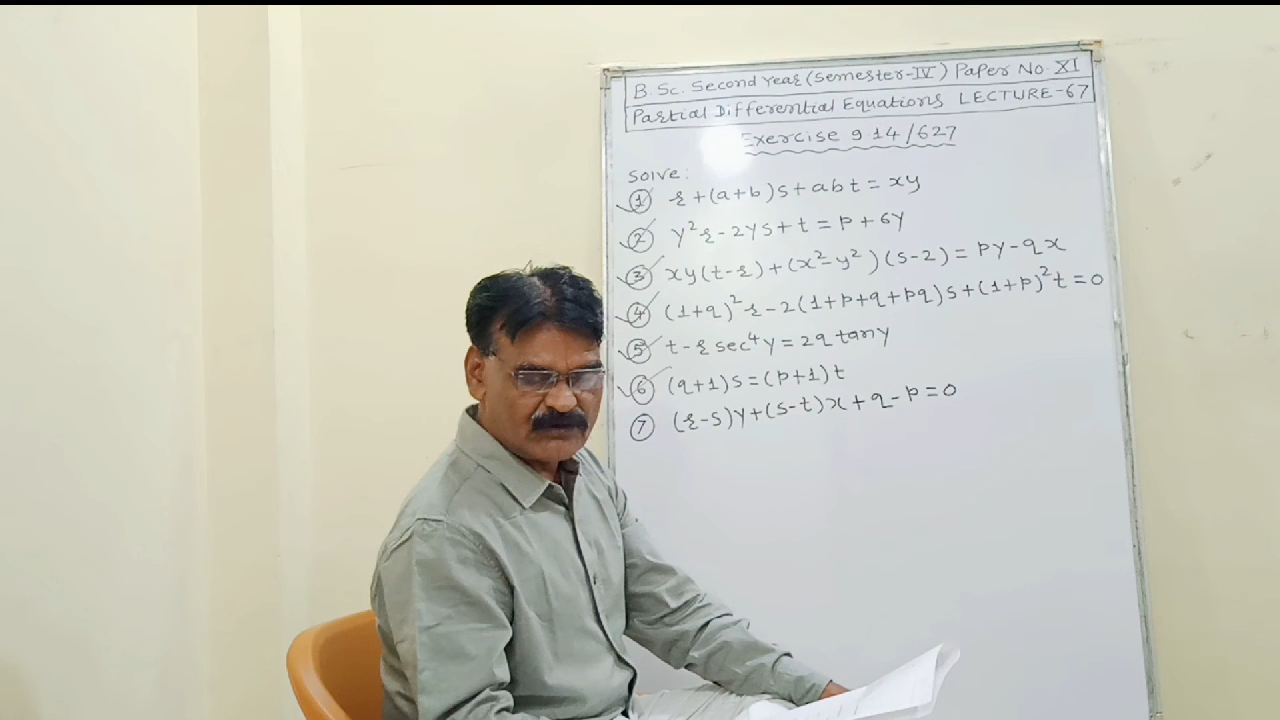 B.Sc. Second Year (Semester-IV) Paper No. XI
Partial Differential Equations LECTURE-67
Exercise 9 14/627
Solve:
① r+(a+b)s+abt=xy
② y²r-2ys+t=p+6y
③ xy(t-r)+(x²-y²)(s-2)=py-qx
④ (1+q)²r-2(1+p+q+pq)s+(1+p)²t=0
⑤ t-r sec⁴y=2q tany
⑥ (q+1)s=(p+1)t
⑦ (r-s)y+(s-t)x+q-p=0